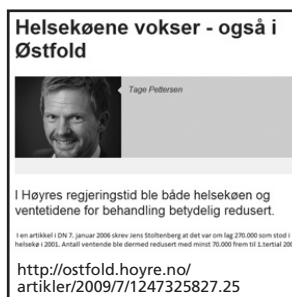 Helsekøene vokser - også i
Østfold
Tage Pettersen
I Høyres regjeringstid ble både helsekøen og
ventetidene for behandling betydelig redusert.
I en artikkel i DN 7. januar 2006 skrev Jens Stoltenberg at det var om lag 270.000 som stod i
helsekø i 2001. Antall ventende ble dermed redusert med minst 70.000 frem til 1.tertial 200
http://ostfold.hoyre.no/
artikler/2009/7/1247325827.25